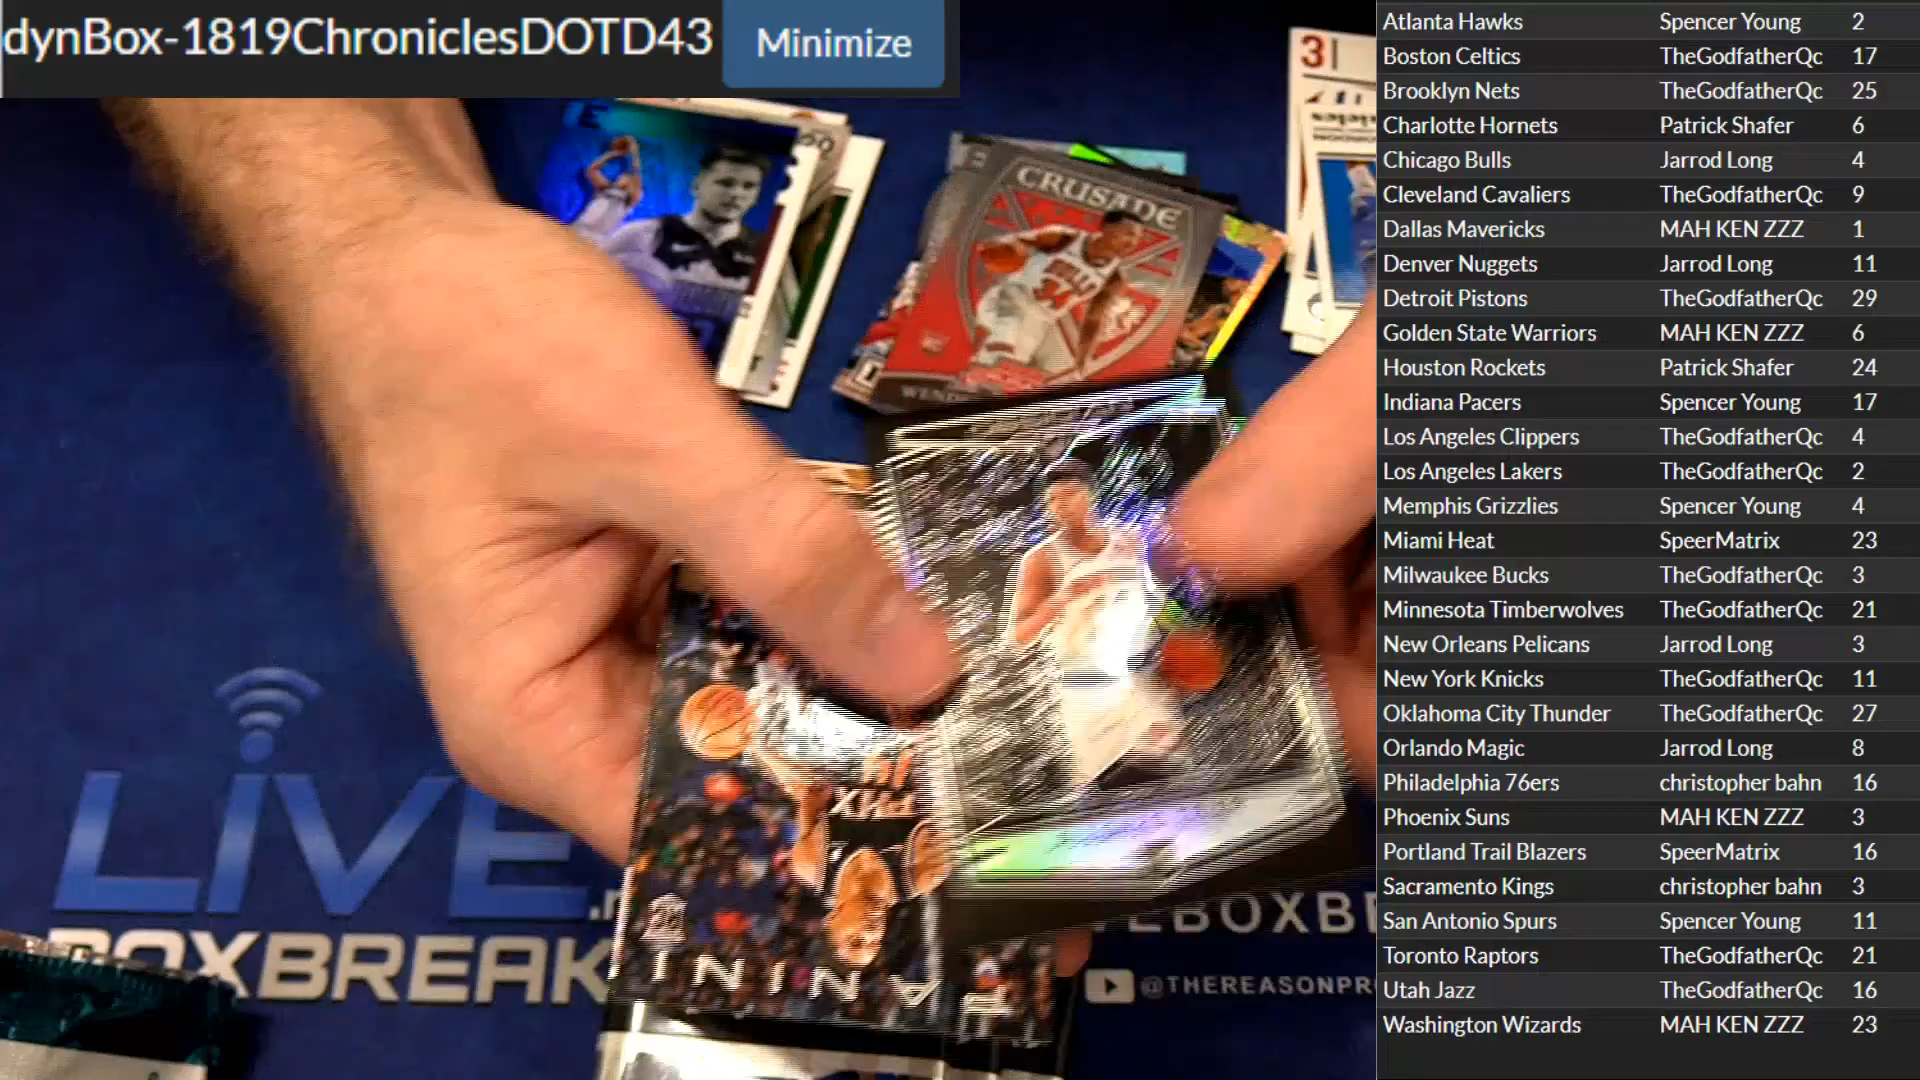 dynBox-1819ChroniclesDOTD43
Minimize
Atlanta Hawks Spencer Young 2
Boston Celtics TheGodfatherQc 17
Brooklyn Nets TheGodfatherQc 25
Charlotte Hornets Patrick Shafer 6
Chicago Bulls Jarrod Long 4
Cleveland Cavaliers TheGodfatherQc 9
Dallas Mavericks MAH KEN ZZZ 1
Denver Nuggets Jarrod Long 11
Detroit Pistons TheGodfatherQc 29
Golden State Warriors MAH KEN ZZZ 6
Houston Rockets Patrick Shafer 24
Indiana Pacers Spencer Young 17
Los Angeles Clippers TheGodfatherQc 4
Los Angeles Lakers TheGodfatherQc 2
Memphis Grizzlies Spencer Young 4
Miami Heat SpeerMatrix 23
Milwaukee Bucks TheGodfatherQc 3
Minnesota Timberwolves TheGodfatherQc 21
New Orleans Pelicans Jarrod Long 3
New York Knicks TheGodfatherQc 11
Oklahoma City Thunder TheGodfatherQc 27
Orlando Magic Jarrod Long 8
Philadelphia 76ers christopher bahn 16
Phoenix Suns MAH KEN ZZZ 3
Portland Trail Blazers SpeerMatrix 16
Sacramento Kings christopher bahn 3
San Antonio Spurs Spencer Young 11
Toronto Raptors TheGodfatherQc 21
Utah Jazz TheGodfatherQc 16
Washington Wizards MAH KEN ZZZ 23
CRUSADE
BULLS
34
WEND
3
LIVE
BOXBREAK
EBOXB
@THEREASONPR
PANINI